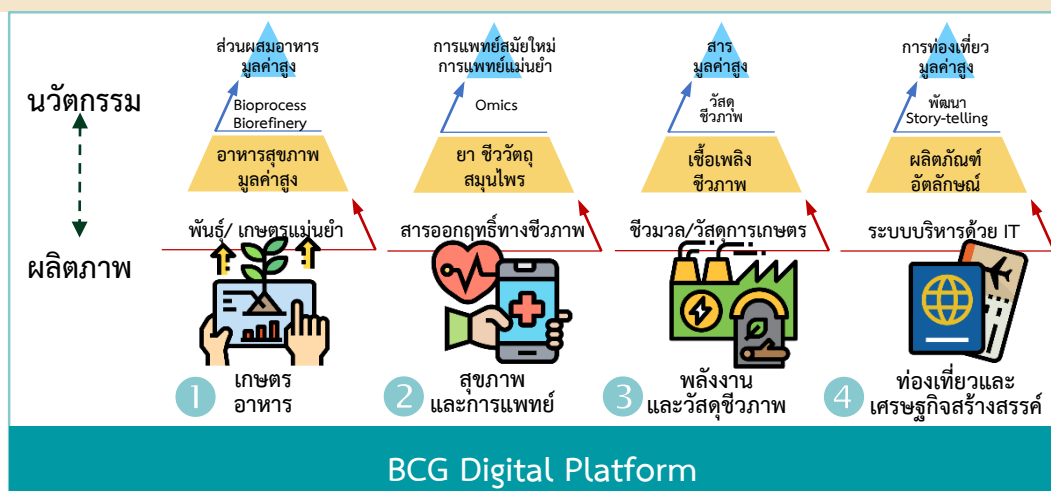 นวัตกรรม
ผลิตภาพ
ส่วนผสมอาหาร
มูลค่าสูง
Bioprocess
Biorefinery
อาหารสุขภาพ
มูลค่าสูง
พันธุ์/ เกษตรแม่นยำ
1
เกษตร
อาหาร
การแพทย์สมัยใหม่
การแพทย์แม่นยำ
Omics
ยา ชีววัตถุ
สมุนไพร
สารออกฤทธิ์ทางชีวภาพ
2
สุขภาพ
และการแพทย์
สาร
มูลค่าสูง
วัสดุ
ชีวภาพ
เชื้อเพลิง
ชีวภาพ
ชีวมวล/วัสดุการเกษตร
3
พลังงาน
และวัสดุชีวภาพ
การท่องเที่ยว
มูลค่าสูง
พัฒนา
Story-telling
ผลิตภัณฑ์
อัตลักษณ์
ระบบบริหารด้วย IT
4
ท่องเที่ยวและ
เศรษฐกิจสร้างสรรค์
BCG Digital Platform